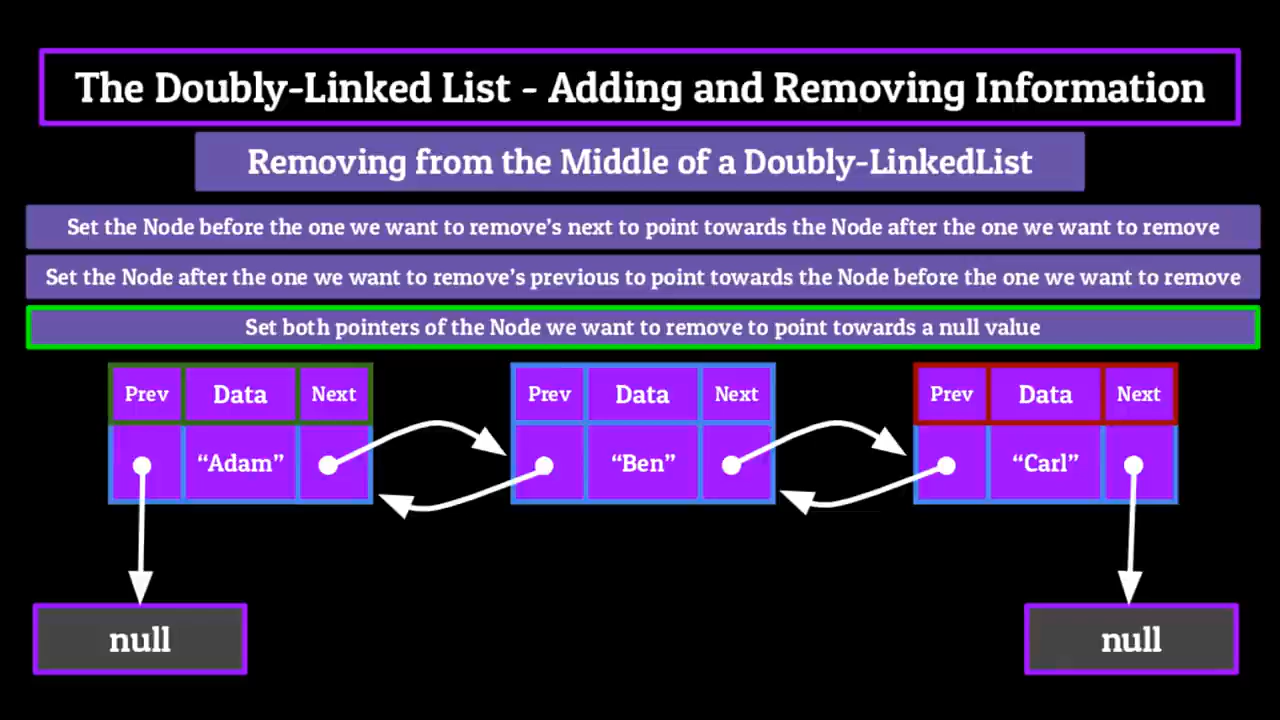 The Doubly-Linked List - Adding and Removing Information
Removing from the Middle of a Doubly-LinkedList
Set the Node before the one we want to remove's next to point towards the Node after the one we want to remove
Set the Node after the one we want to remove's previous to point towards the Node before the one we want to remove
Set both pointers of the Node we want to remove to point towards a null value
Prev Data Next Prev Data Next Prev Data Next
“Adam” “Ben” “Carl”
null null